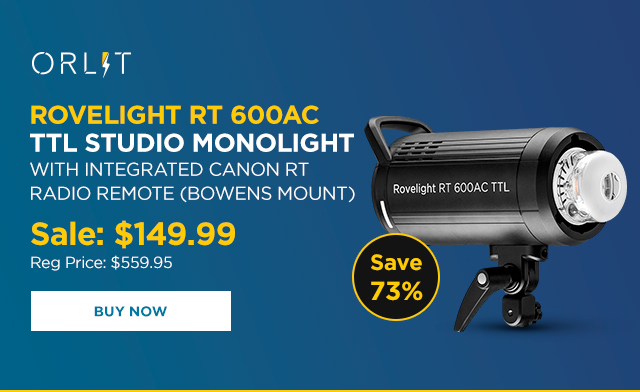 ORLIT
ROVELIGHT RT 600AC
TTL STUDIO MONOLIGHT
WITH INTEGRATED CANON RT
RADIO REMOTE (BOWENS MOUNT)
Sale: $149.99
Reg Price: $559.95
BUY NOW
Rovelight RT 600AC TTL
Save
73%